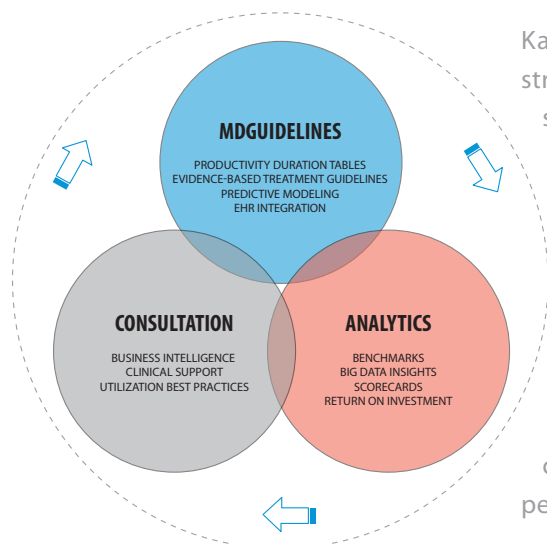 MDGUIDELINES
PRODUCTIVITY DURATION TABLES
EVIDENCE-BASED TREATMENT GUIDELINES
PREDICTIVE MODELING
EHR INTEGRATION
CONSULTATION
BUSINESS INTELLIGENCE
CLINICAL SUPPORT
UTILIZATION BEST PRACTICES
ANALYTICS
BENCHMARKS
BIG DATA INSIGHTS
SCORECARDS
RETURN ON INVESTMENT